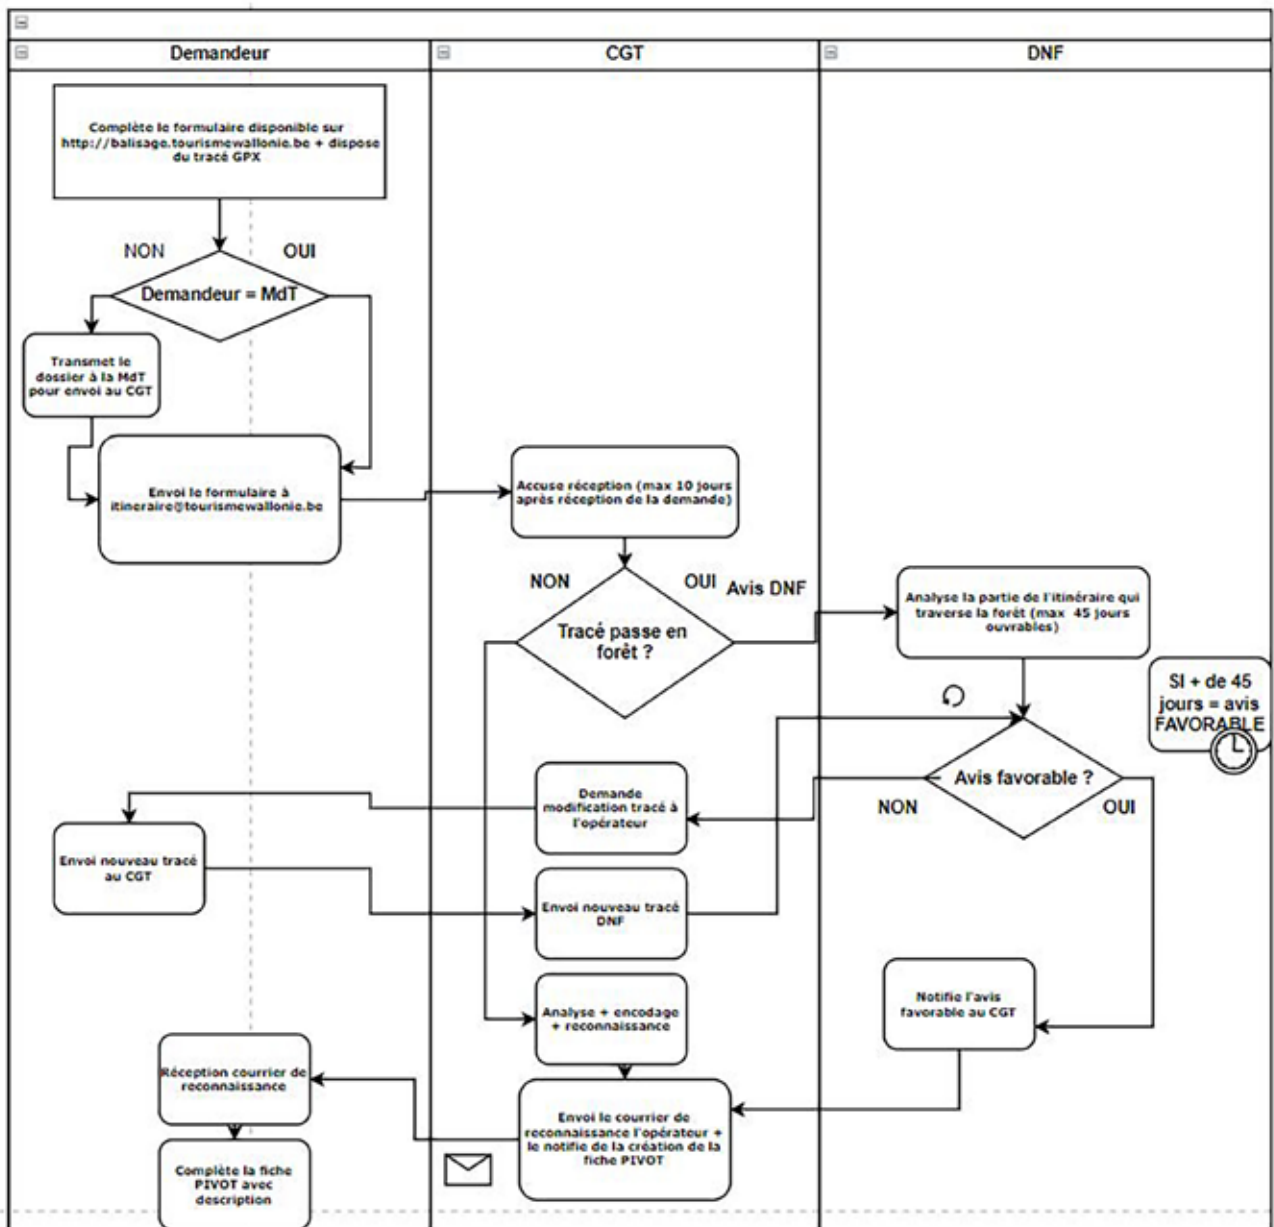 Demandeur
CGT
DNF
Complète le formulaire disponible sur
http://balisage.tourismewallonie.be + dispose
du tracé GPX
NON
OUI
Demandeur = MdT
Transmet le
dossier à la MdT
pour envoi au CGT
Envoi le formulaire à
itineraire@tourismewallonie.be
Accuse réception (max 10 jours
après réception de la demande)
NON
OUI
Avis DNF
Tracé passe en
forêt ?
Analyse la partie de l'itinéraire qui
traverse la forêt (max 45 jours
ouvrables)
SI + de 45
jours = avis
FAVORABLE
Avis favorable ?
NON
OUI
Demande
modification tracé à
l'opérateur
Envoi nouveau tracé
au CGT
Envoi nouveau tracé
DNF
Notifie l'avis
favorable au CGT
Analyse + encodage
+ reconnaissance
Réception courrier de
reconnaissance
Envoi le courrier de
reconnaissance l'opérateur +
le notifie de la création de la
fiche PIVOT
Complète la fiche
PIVOT avec
description